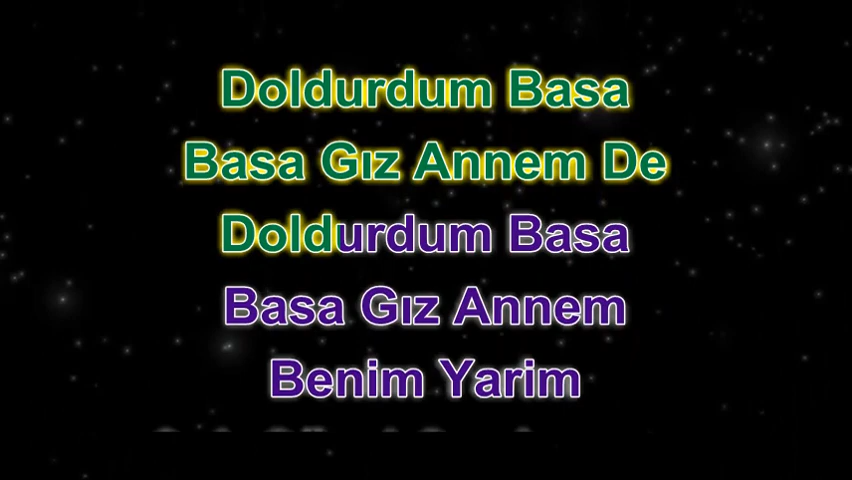 Doldurdum Basa
Basa Gız Annem De
Doldurdum Basa
Basa Gız Annem
Benim Yarim